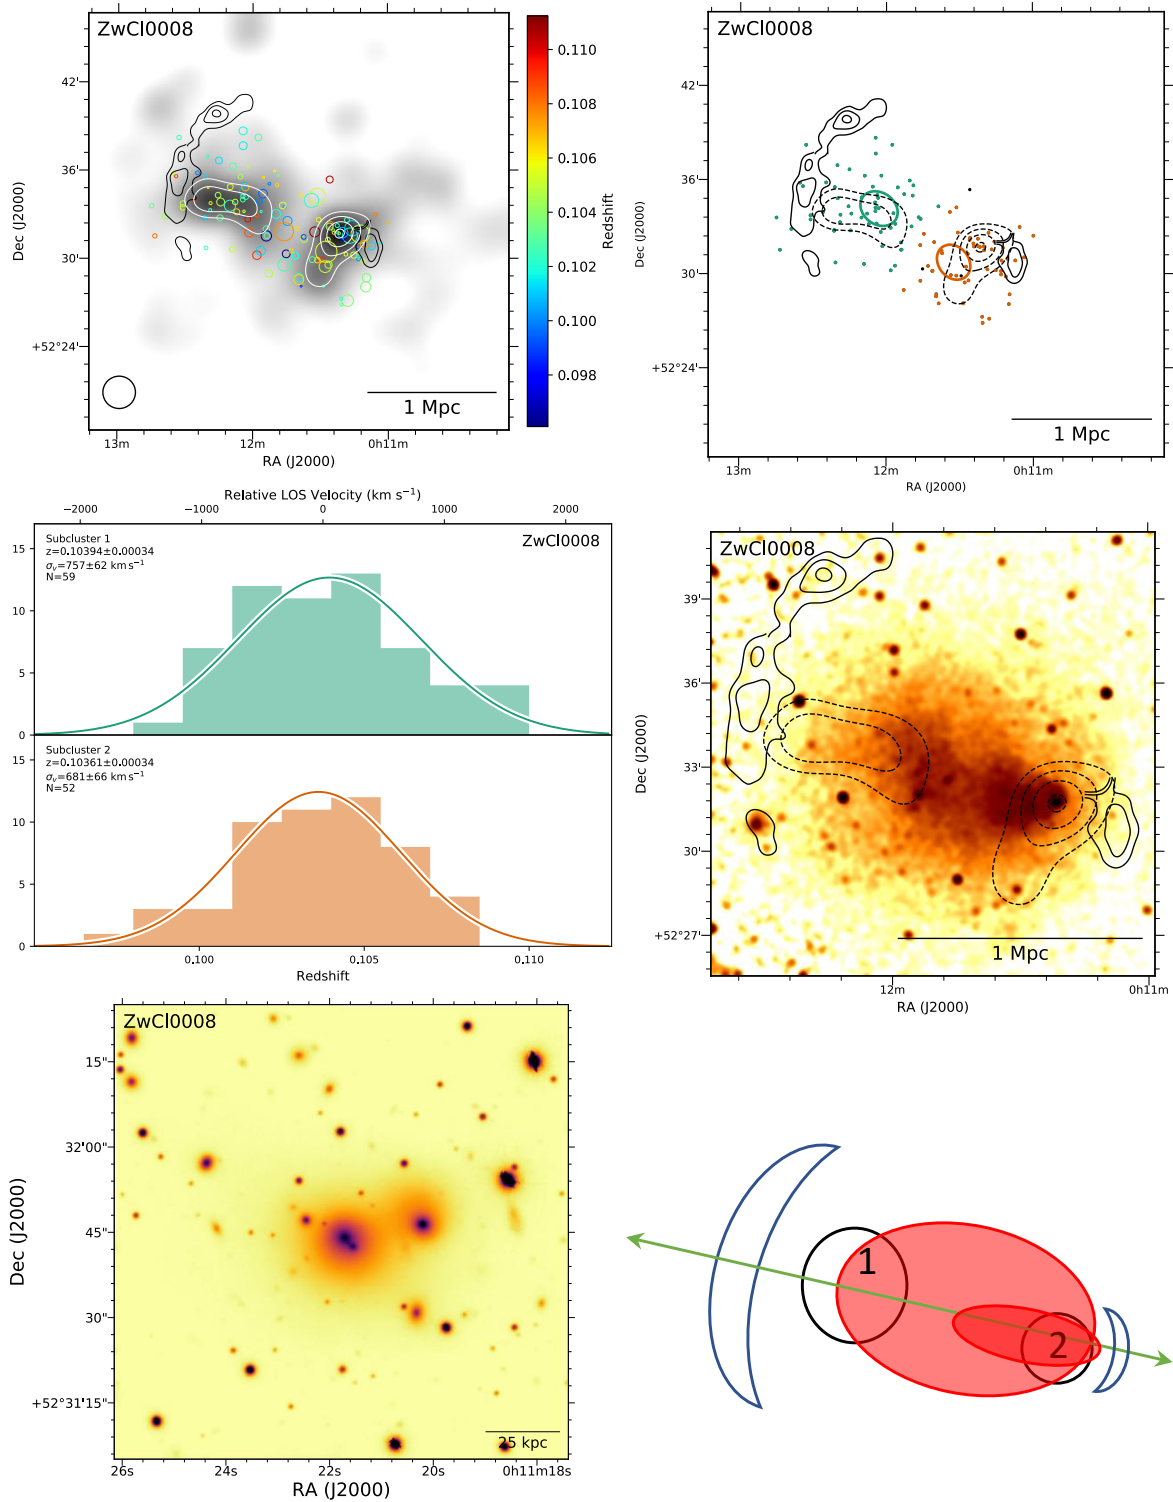 ZwCl0008
42'
36'
30'
+52°24'
Dec (J2000)
13m
12m
0h11m
RA (J2000)
1 Mpc
0.110
0.108
0.106
0.104
0.102
0.100
0.098
Redshift
ZwCl0008
42'
36'
30'
+52°24'
Dec (J2000)
13m
12m
0h11m
RA (J2000)
1 Mpc
Relative LOS Velocity (km s⁻¹)
−2000
−1000
0
1000
2000
Subcluster 1
z=0.10394±0.00034
σᵥ=757±62 km s⁻¹
N=59
ZwCl0008
15
10
5
0
Subcluster 2
z=0.10361±0.00034
σᵥ=681±66 km s⁻¹
N=52
15
10
5
0
0.100
0.105
0.110
Redshift
ZwCl0008
39'
36'
33'
30'
+52°27'
Dec (J2000)
12m
0h11m
RA (J2000)
1 Mpc
ZwCl0008
15"
32'00"
45"
30"
+52°31'15"
Dec (J2000)
26s
24s
22s
20s
0h11m18s
RA (J2000)
25 kpc
1
2